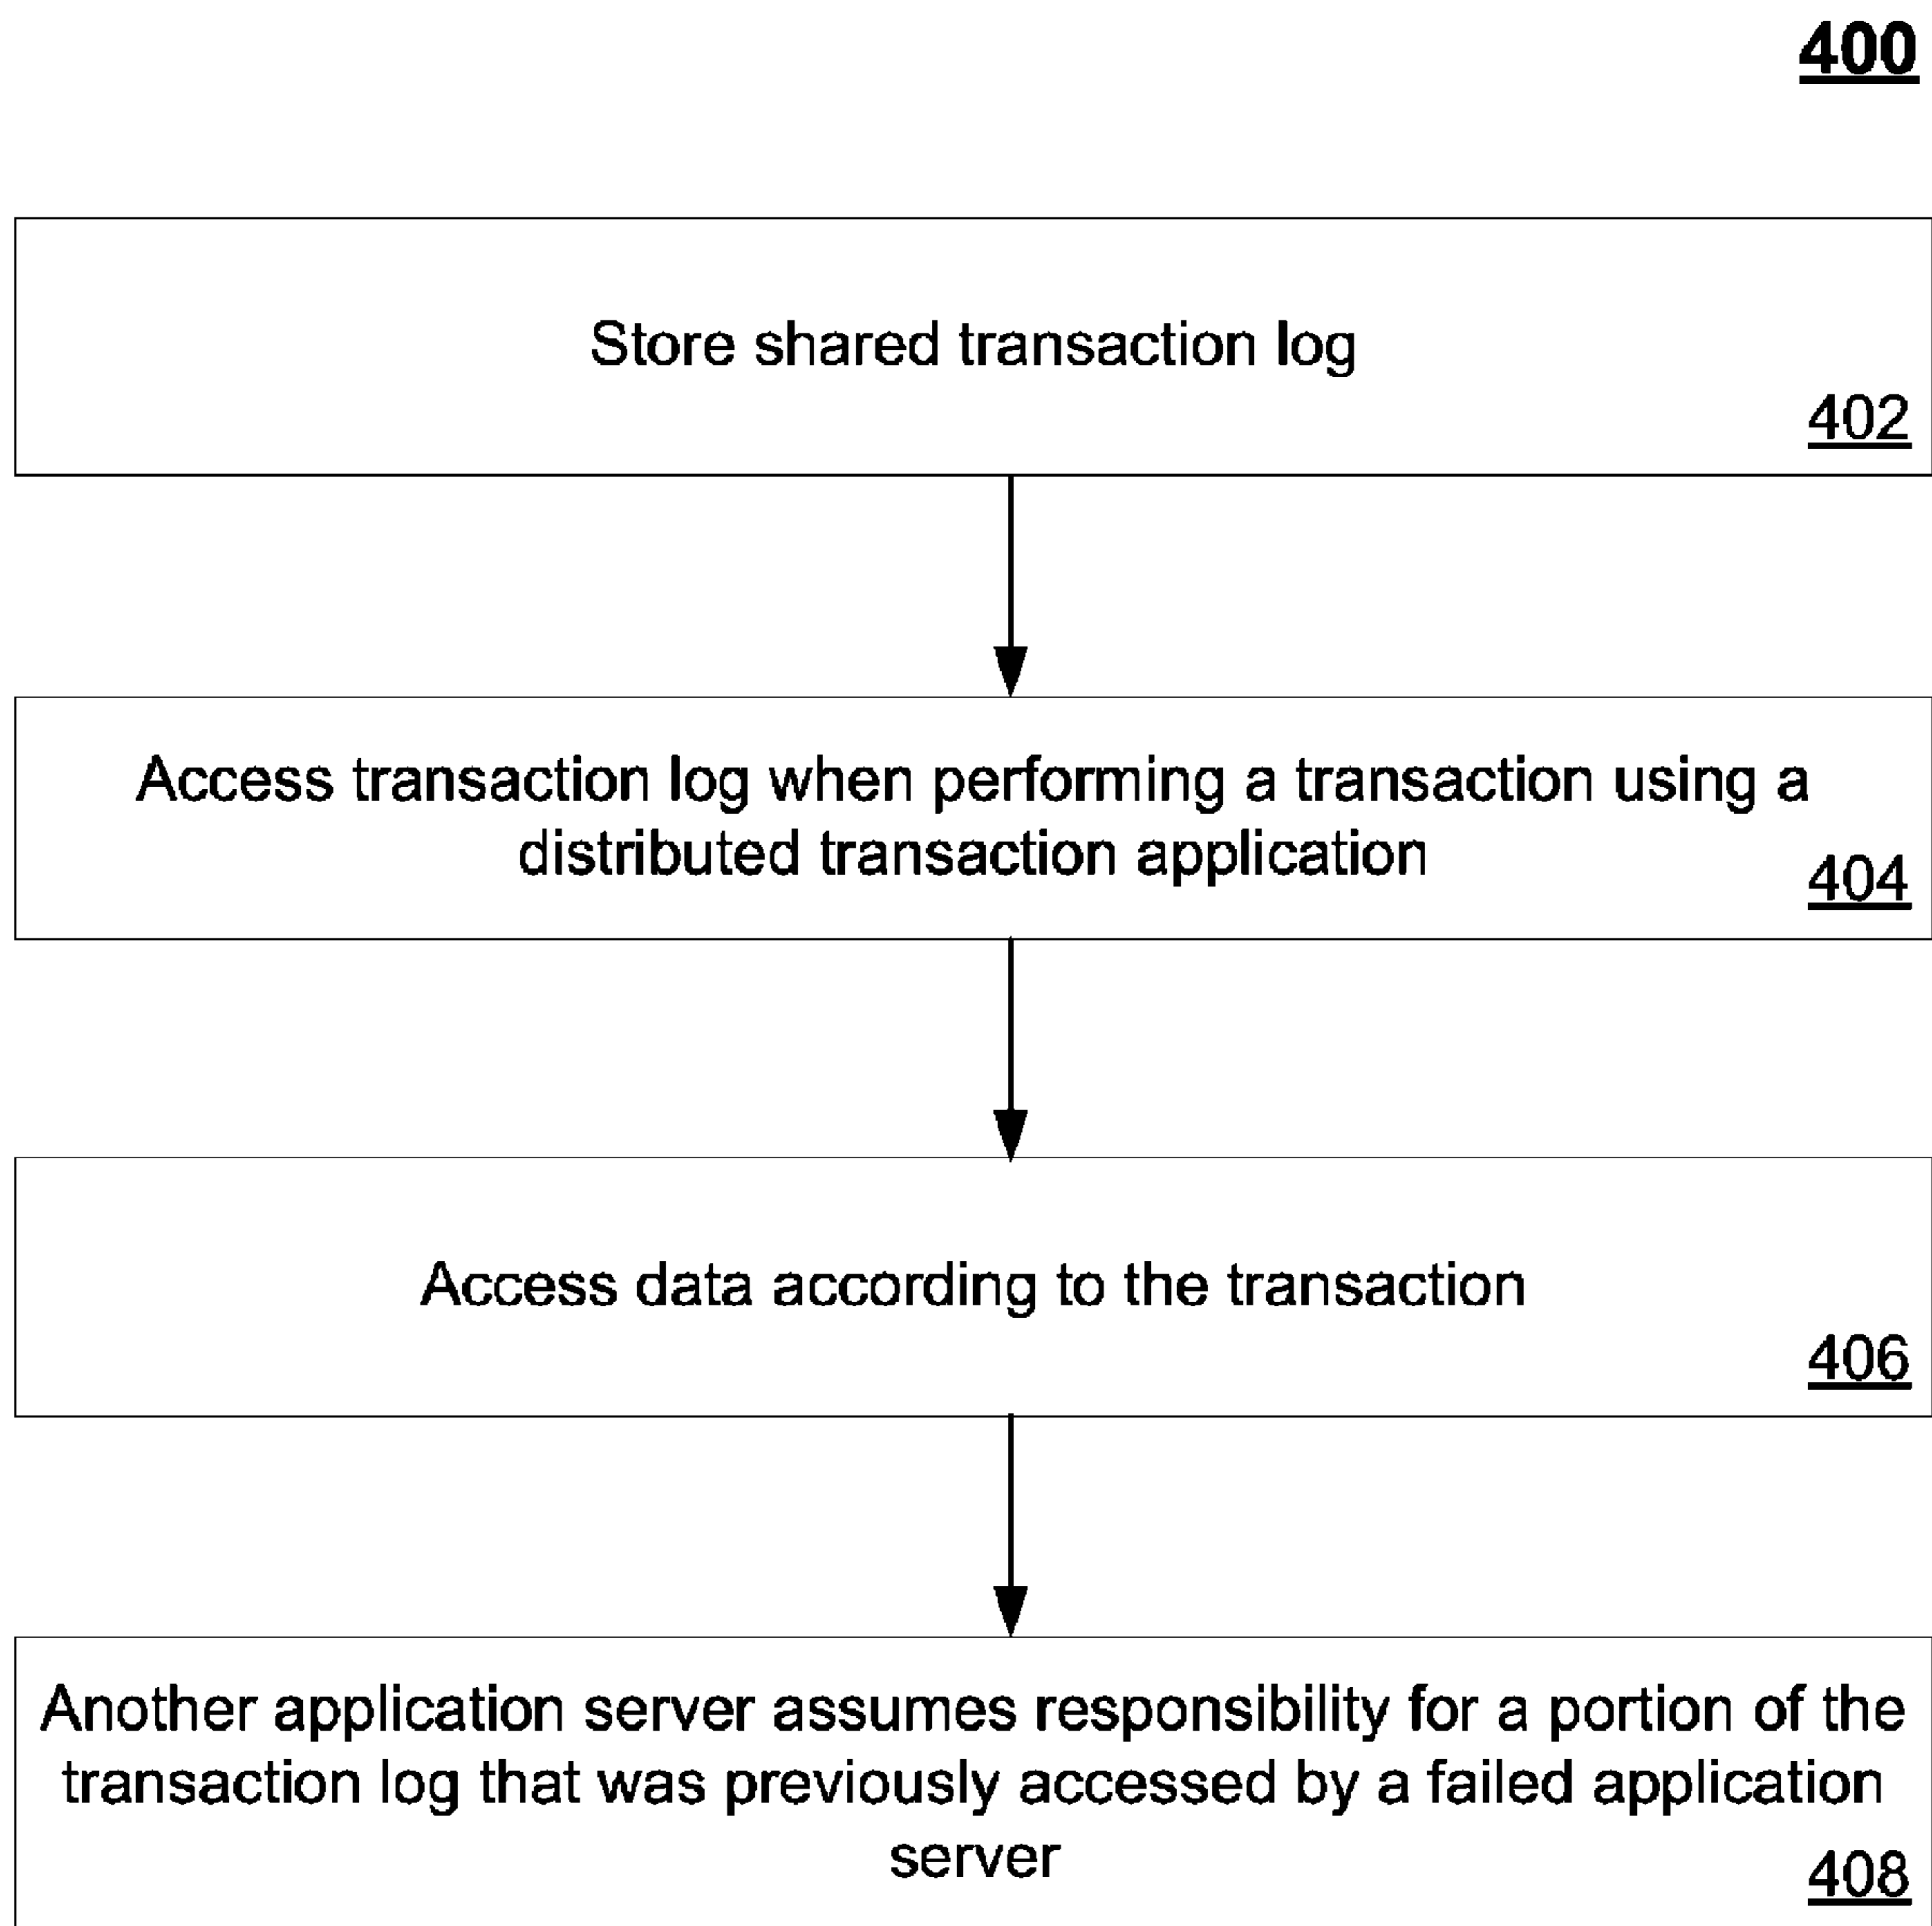 400
Store shared transaction log
402
Access transaction log when performing a transaction using a
distributed transaction application
404
Access data according to the transaction
406
Another application server assumes responsibility for a portion of the
transaction log that was previously accessed by a failed application
server
408